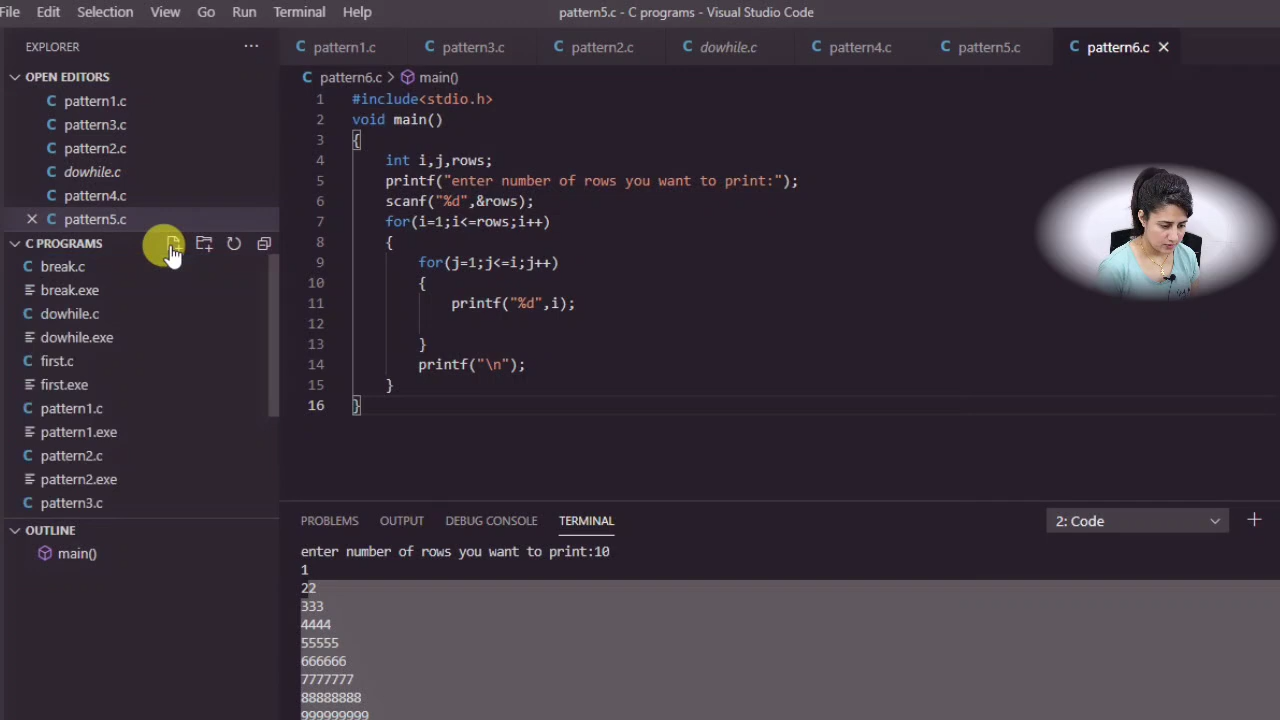 File Edit Selection View Go Run Terminal Help
pattern5.c - C programs - Visual Studio Code
EXPLORER
OPEN EDITORS
pattern1.c
pattern3.c
pattern2.c
dowhile.c
pattern4.c
pattern5.c
C PROGRAMS
break.c
break.exe
dowhile.c
dowhile.exe
first.c
first.exe
pattern1.c
pattern1.exe
pattern2.c
pattern2.exe
pattern3.c
OUTLINE
main()
pattern1.c pattern3.c pattern2.c dowhile.c pattern4.c pattern5.c pattern6.c
pattern6.c > main()
1 #include<stdio.h>
2 void main()
3 {
4 int i,j,rows;
5 printf("enter number of rows you want to print:");
6 scanf("%d",&rows);
7 for(i=1;i<=rows;i++)
8 {
9 for(j=1;j<=i;j++)
10 {
11 printf("%d",i);
12
13 }
14 printf("\n");
15 }
16 }
PROBLEMS OUTPUT DEBUG CONSOLE TERMINAL
2: Code
enter number of rows you want to print:10
1
22
333
4444
55555
666666
7777777
88888888
999999999